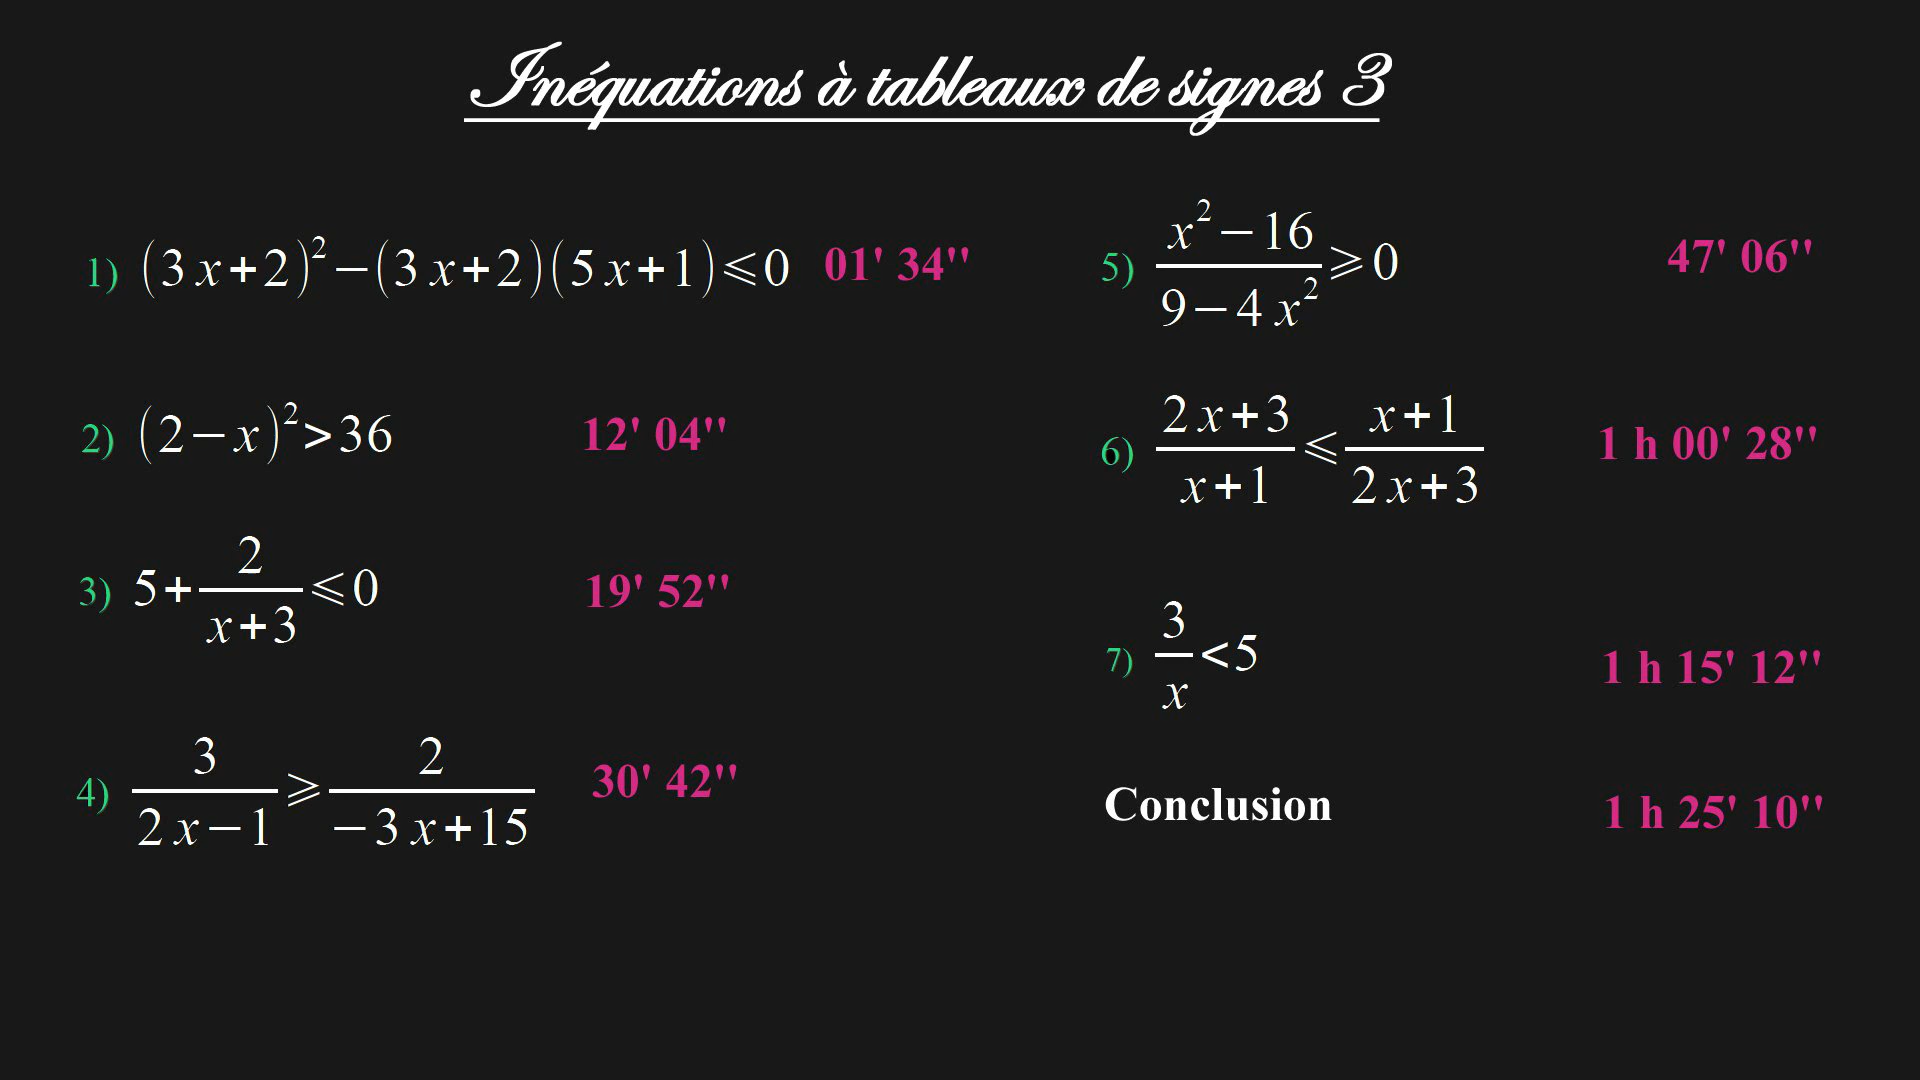 Inéquations à tableaux de signes 3
1) (3x+2)²−(3x+2)(5x+1)⩽0 01' 34''
2) (2−x)²>36 12' 04''
3) 5+2/(x+3)⩽0 19' 52''
4) 3/(2x−1)⩾2/(−3x+15) 30' 42''
5) (x²−16)/(9−4x²)⩾0 47' 06''
6) (2x+3)/(x+1)⩽(x+1)/(2x+3) 1 h 00' 28''
7) 3/x<5 1 h 15' 12''
Conclusion 1 h 25' 10''